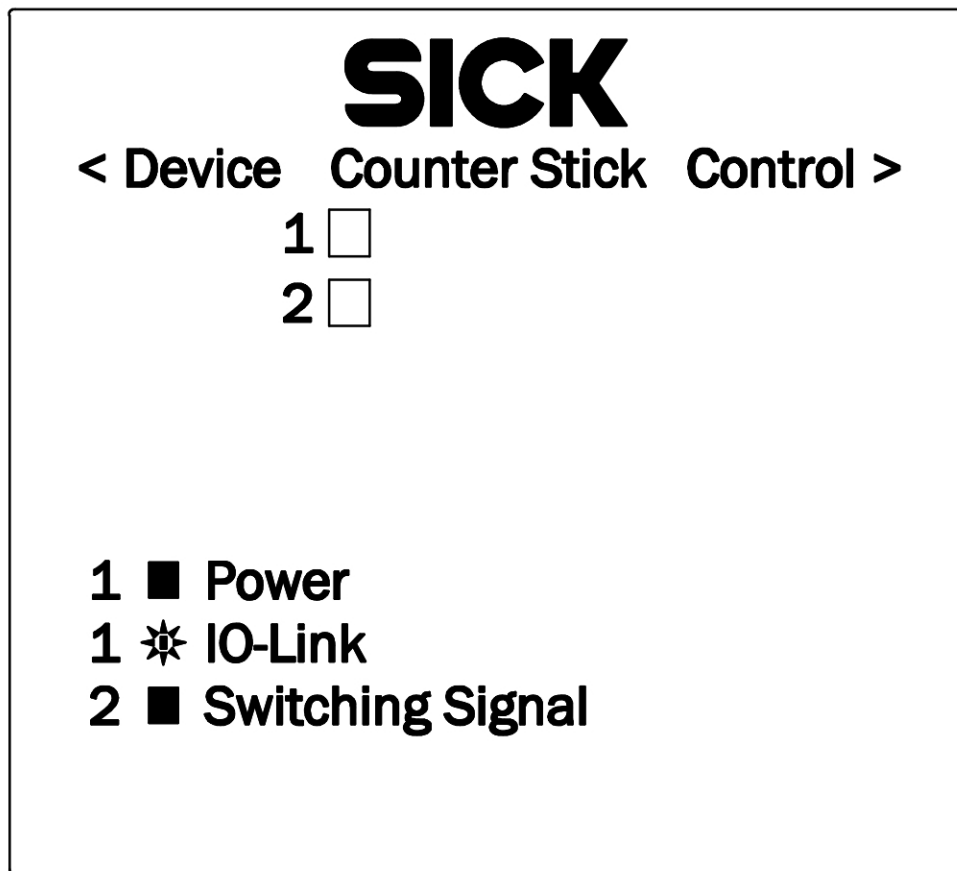 SICK
< Device Counter Stick Control >
1
2
1 Power
1 IO-Link
2 Switching Signal